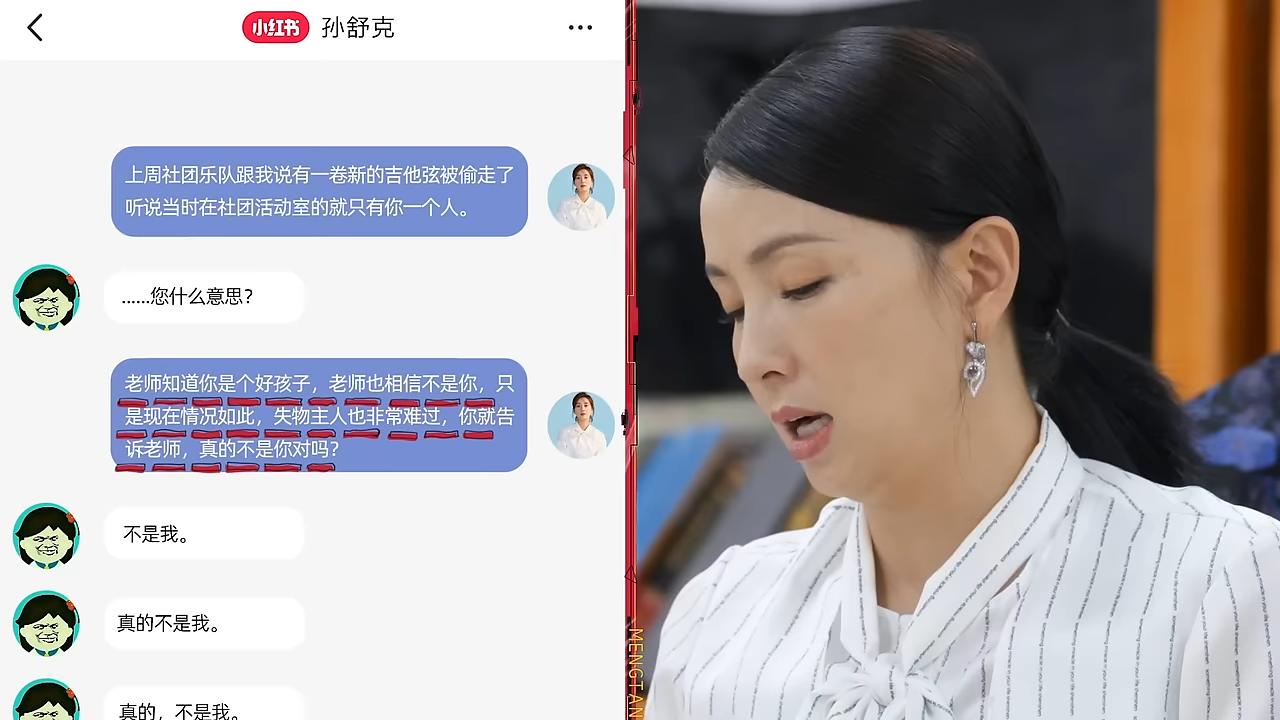 小红书 孙舒克
上周社团乐队跟我说有一卷新的吉他弦被偷走了
听说当时在社团活动室的就只有你一个人。
......您什么意思？
老师知道你是个好孩子，老师也相信不是你，只
是现在情况如此，失物主人也非常难过，你就告
诉老师，真的不是你对吗？
不是我。
真的不是我。
真的，不是我。
MENGTAN